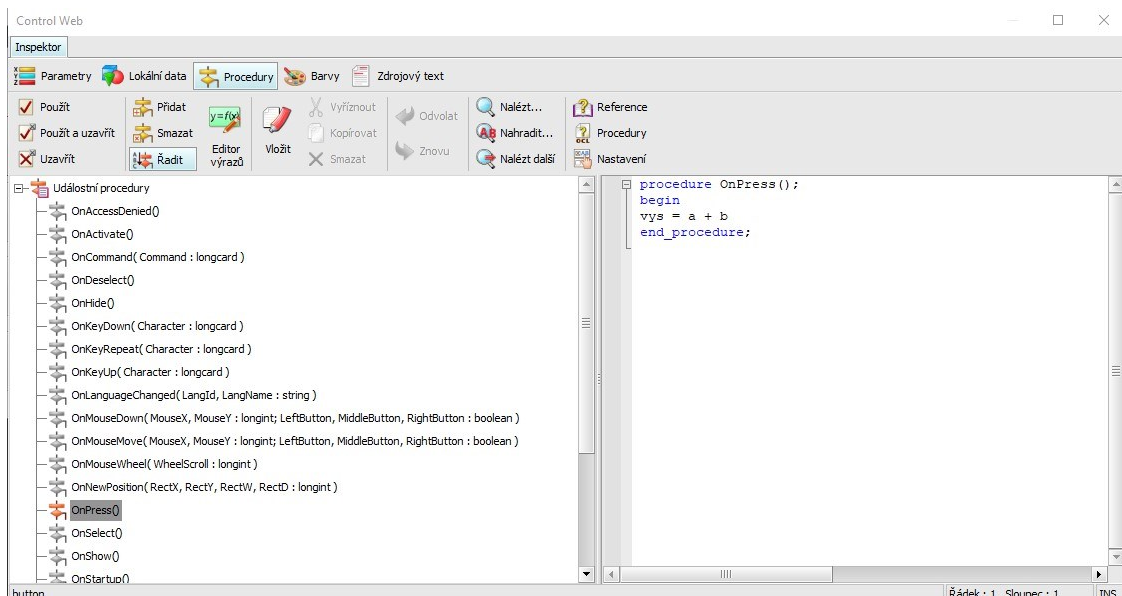 Control Web
Inspektor
Parametry Lokální data Procedury Barvy Zdrojový text
Použít Přidat Vyříznout Odvolat Nalézt... Reference
Použít a uzavřít Smazat Kopírovat Znovu Nahradit... Procedury
Uzavřít Řadit Editor výrazů Vložit Smazat Nalézt další Nastavení
Událostní procedury
OnAccessDenied()
OnActivate()
OnCommand( Command : longcard )
OnDeselect()
OnHide()
OnKeyDown( Character : longcard )
OnKeyRepeat( Character : longcard )
OnKeyUp( Character : longcard )
OnLanguageChanged( LangId, LangName : string )
OnMouseDown( MouseX, MouseY : longint; LeftButton, MiddleButton, RightButton : boolean )
OnMouseMove( MouseX, MouseY : longint; LeftButton, MiddleButton, RightButton : boolean )
OnMouseWheel( WheelScroll : longint )
OnNewPosition( RectX, RectY, RectW, RectD : longint )
OnPress()
OnSelect()
OnShow()
OnStartup()
procedure OnPress();
begin
vys = a + b
end_procedure;
button
Řádek : 1 Sloupec : 1 INS